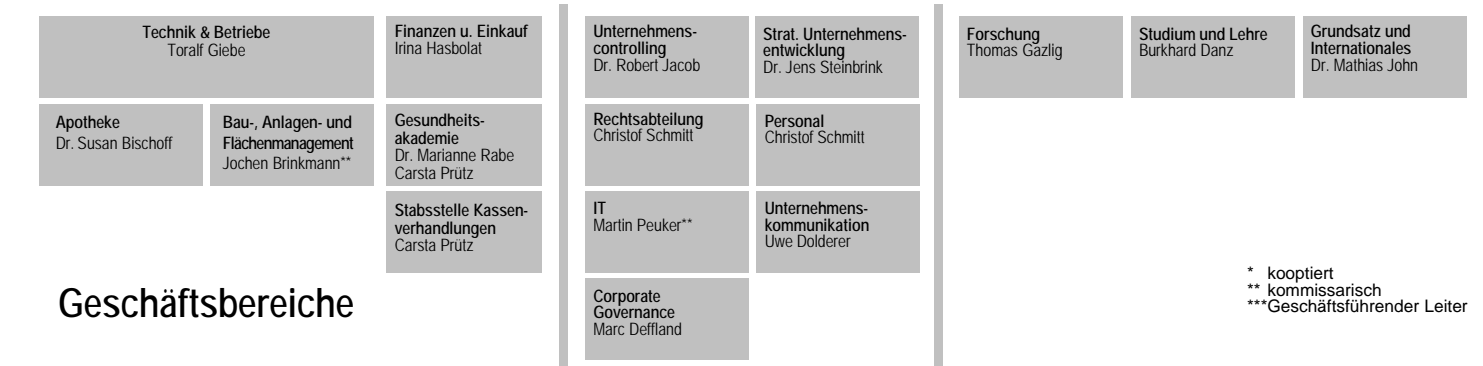 Technik & Betriebe
Toralf Giebe
Finanzen u. Einkauf
Irina Hasbolat
Apotheke
Dr. Susan Bischoff
Bau-, Anlagen- und
Flächenmanagement
Jochen Brinkmann**
Gesundheits-
akademie
Dr. Marianne Rabe
Carsta Prütz
Stabsstelle Kassen-
verhandlungen
Carsta Prütz
Geschäftsbereiche
Unternehmens-
controlling
Dr. Robert Jacob
Strat. Unternehmens-
entwicklung
Dr. Jens Steinbrink
Rechtsabteilung
Christof Schmitt
Personal
Christof Schmitt
IT
Martin Peuker**
Unternehmens-
kommunikation
Uwe Dolderer
Corporate
Governance
Marc Deffland
Forschung
Thomas Gazlig
Studium und Lehre
Burkhard Danz
Grundsatz und
Internationales
Dr. Mathias John
* kooptiert
** kommissarisch
***Geschäftsführender Leiter